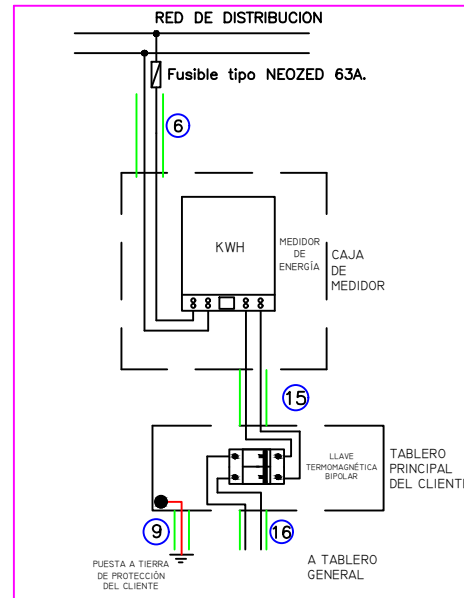 RED DE DISTRIBUCION
Fusible tipo NEOZED 63A.
6
KWH
MEDIDOR
DE
ENERGÍA
CAJA
DE
MEDIDOR
15
LLAVE
TERMOMAGNÉTICA
BIPOLAR
TABLERO
PRINCIPAL
DEL CLIENTE
9
16
PUESTA A TIERRA
DE PROTECCIÓN
DEL CLIENTE
A TABLERO
GENERAL